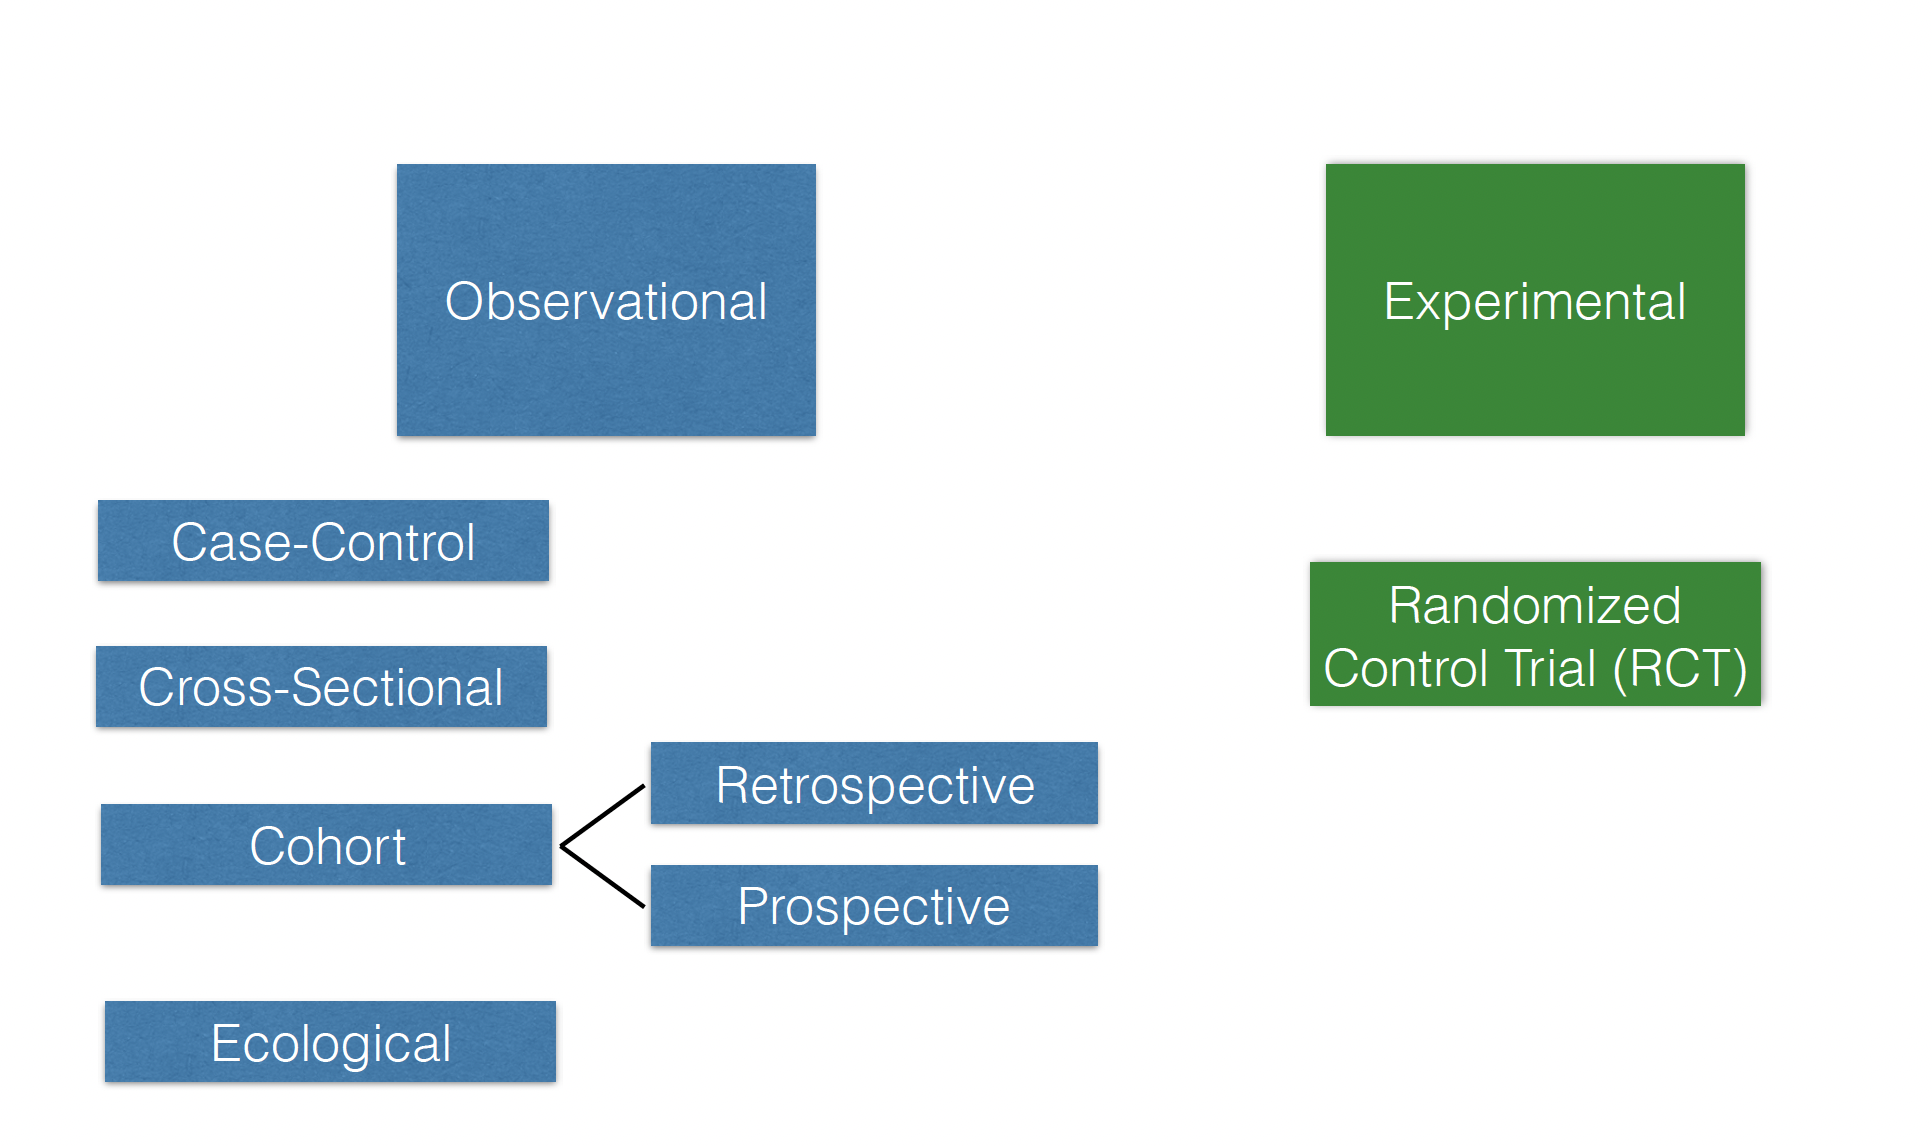 Observational
Experimental
Case-Control
Cross-Sectional
Cohort
Retrospective
Prospective
Ecological
Randomized
Control Trial (RCT)